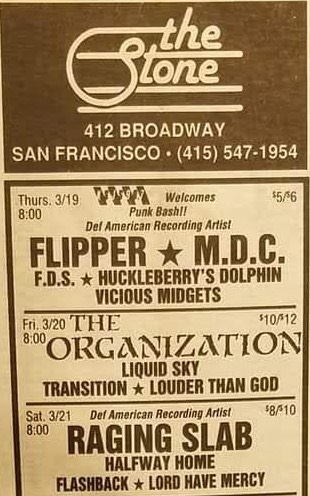 the
Stone
412 BROADWAY
SAN FRANCISCO • (415) 547-1954
Thurs. 3/19 Welcomes $5/$6
8:00 Punk Bash!!
Def American Recording Artist
FLIPPER ★ M.D.C.
F.D.S. ★ HUCKLEBERRY'S DOLPHIN
VICIOUS MIDGETS
Fri. 3/20 THE $10/$12
8:00 ORGANIZATION
LIQUID SKY
TRANSITION ★ LOUDER THAN GOD
Sat. 3/21 Def American Recording Artist $8/$10
8:00 RAGING SLAB
HALFWAY HOME
FLASHBACK ★ LORD HAVE MERCY